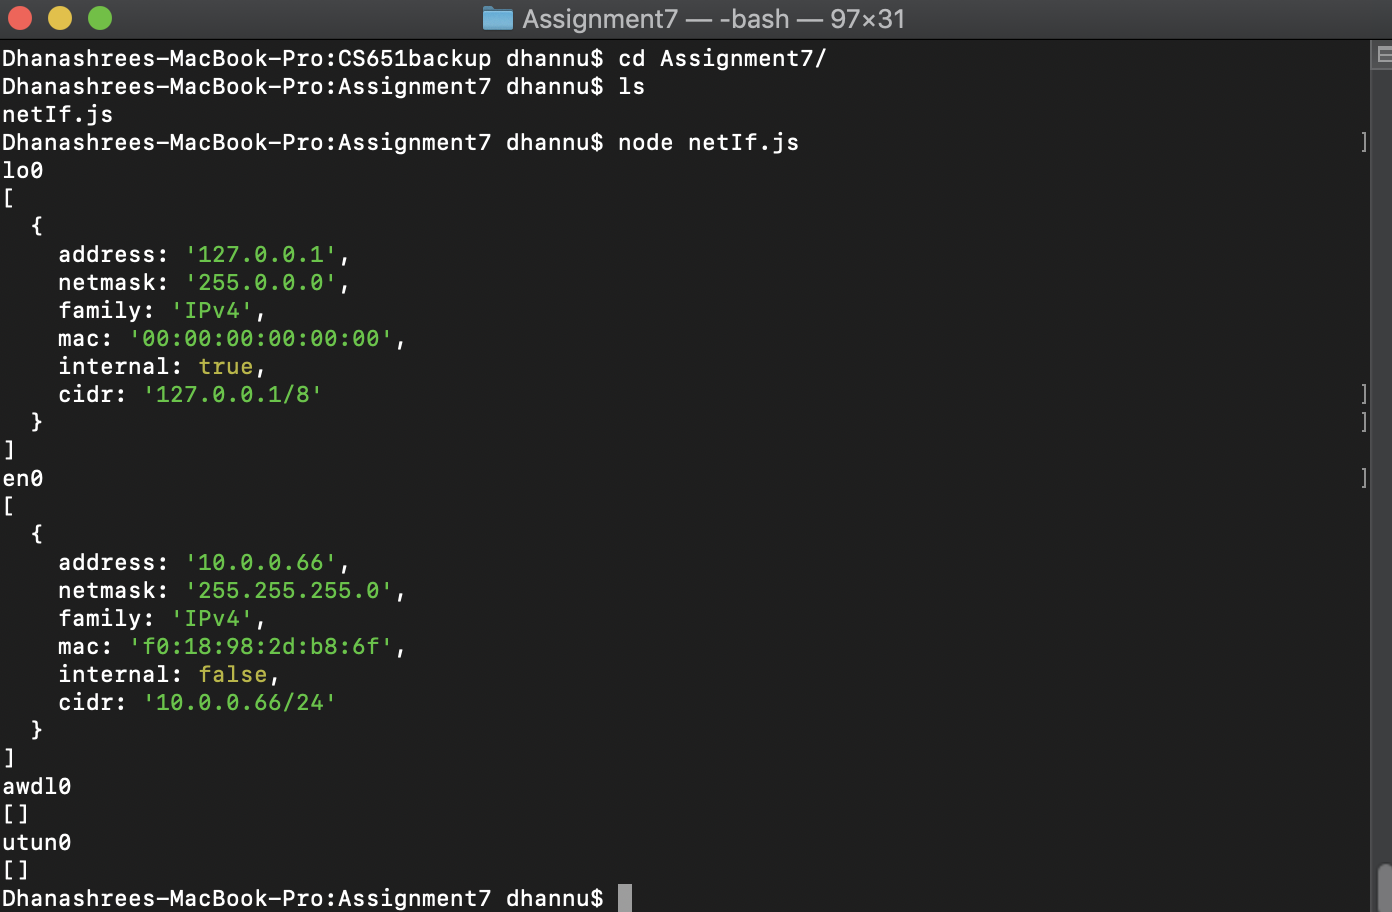 Assignment7 — -bash — 97×31
Dhanashrees-MacBook-Pro:CS651backup dhannu$ cd Assignment7/
Dhanashrees-MacBook-Pro:Assignment7 dhannu$ ls
netIf.js
Dhanashrees-MacBook-Pro:Assignment7 dhannu$ node netIf.js ]
lo0
[
  {
    address: '127.0.0.1',
    netmask: '255.0.0.0',
    family: 'IPv4',
    mac: '00:00:00:00:00:00',
    internal: true,
    cidr: '127.0.0.1/8' ]
  } ]
]
en0 ]
[
  {
    address: '10.0.0.66',
    netmask: '255.255.255.0',
    family: 'IPv4',
    mac: 'f0:18:98:2d:b8:6f',
    internal: false,
    cidr: '10.0.0.66/24'
  }
]
awdl0
[]
utun0
[]
Dhanashrees-MacBook-Pro:Assignment7 dhannu$